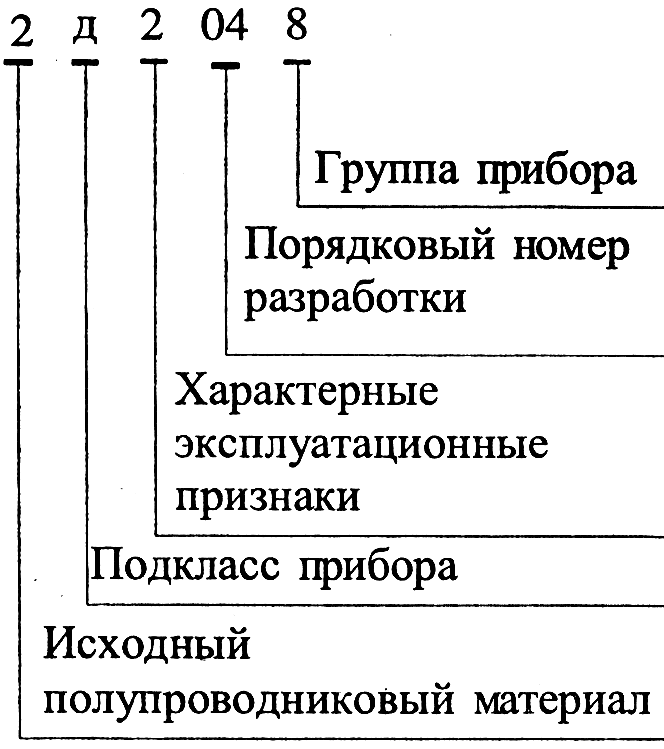 2 д 2 04 8
Группа прибора
Порядковый номер
разработки
Характерные
эксплуатационные
признаки
Подкласс прибора
Исходный
полупроводниковый материал